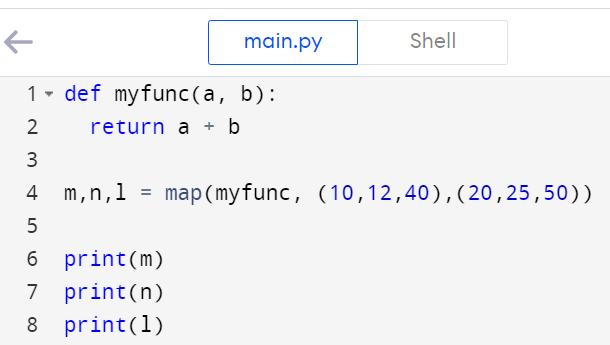 main.py Shell
1 def myfunc(a, b):
2   return a + b
3
4 m,n,l = map(myfunc, (10,12,40),(20,25,50))
5
6 print(m)
7 print(n)
8 print(l)